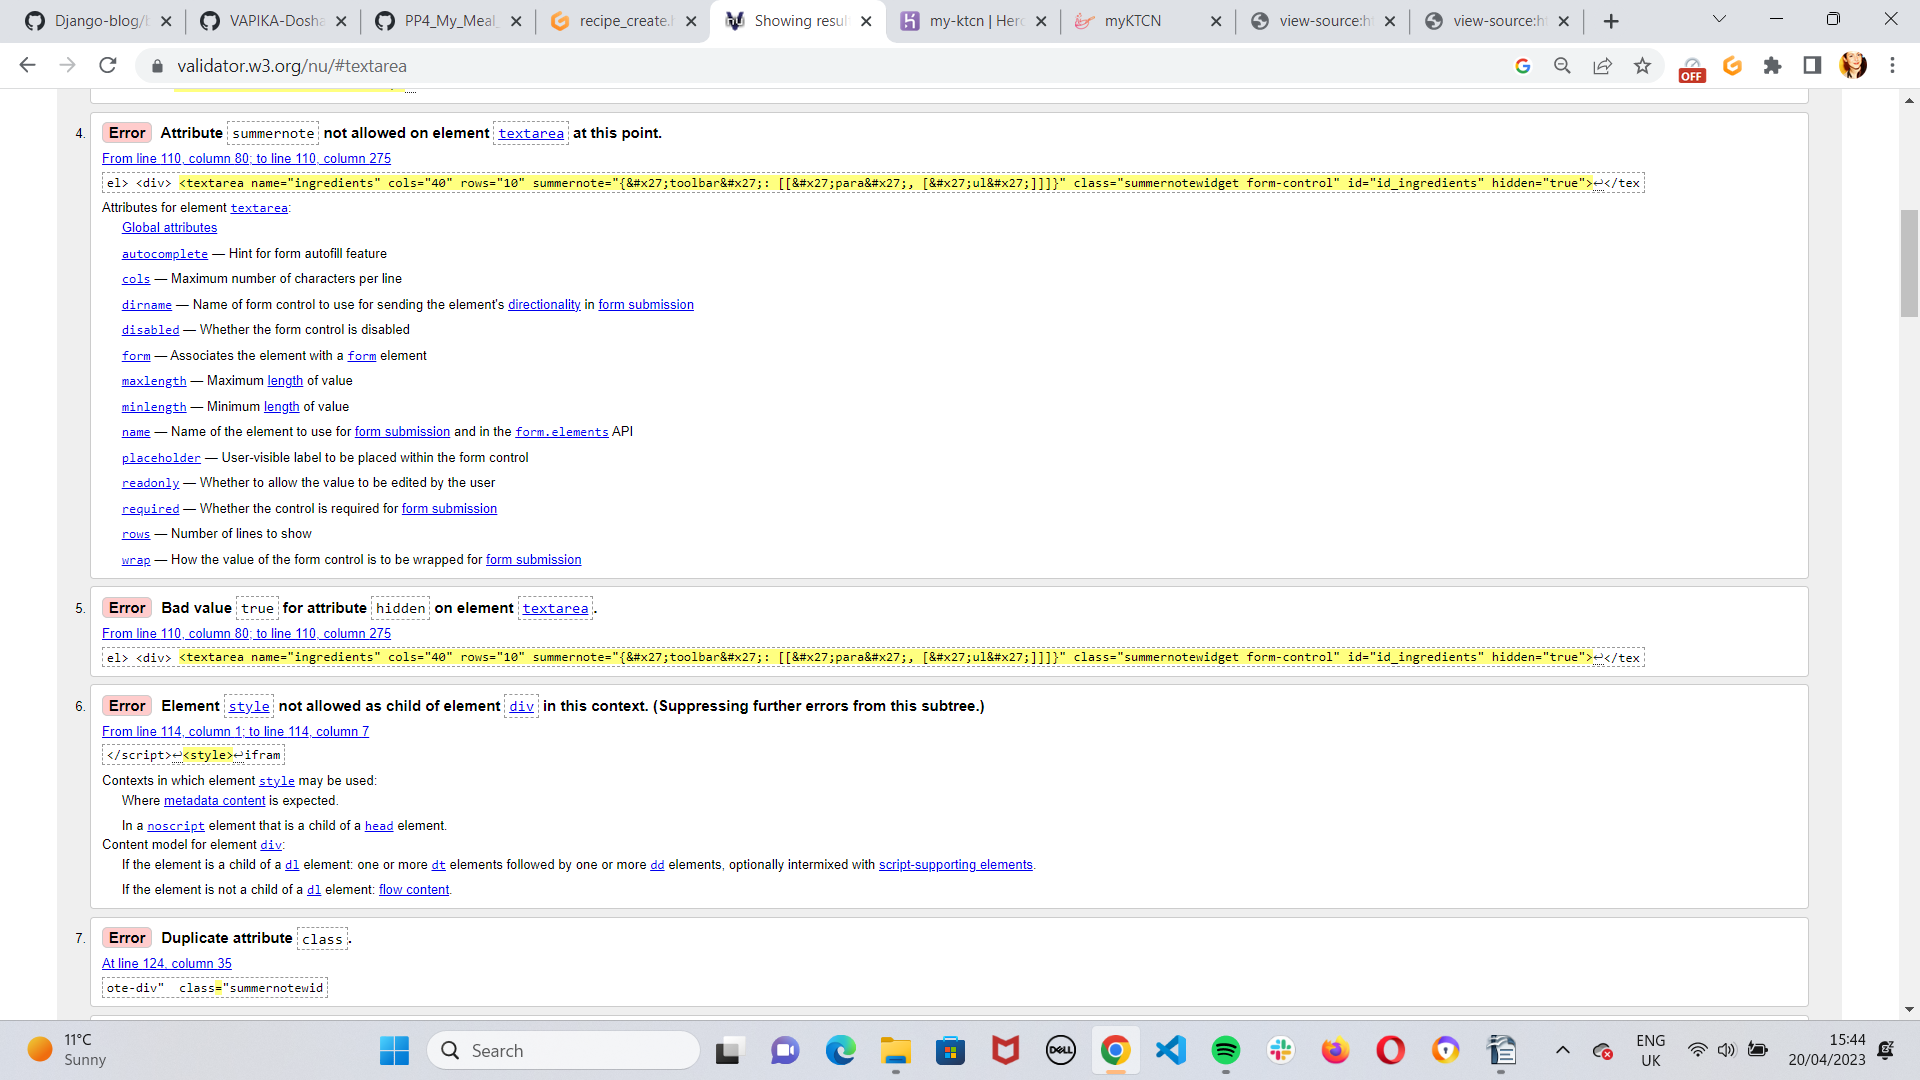 Django-blog/b
VAPIKA-Dosha
PP4_My_Meal_
recipe_create.h
Showing resul
my-ktcn | Her
myKTCN
view-source:ht
view-source:ht
validator.w3.org/nu/#textarea
OFF
4. Error Attribute summernote not allowed on element textarea at this point.
From line 110, column 80; to line 110, column 275
el> <div> <textarea name="ingredients" cols="40" rows="10" summernote="{&#x27;toolbar&#x27;: [[&#x27;para&#x27;, [&#x27;ul&#x27;]]]}" class="summernotewidget form-control" id="id_ingredients" hidden="true">↩</tex
Attributes for element textarea:
Global attributes
autocomplete — Hint for form autofill feature
cols — Maximum number of characters per line
dirname — Name of form control to use for sending the element's directionality in form submission
disabled — Whether the form control is disabled
form — Associates the element with a form element
maxlength — Maximum length of value
minlength — Minimum length of value
name — Name of the element to use for form submission and in the form.elements API
placeholder — User-visible label to be placed within the form control
readonly — Whether to allow the value to be edited by the user
required — Whether the control is required for form submission
rows — Number of lines to show
wrap — How the value of the form control is to be wrapped for form submission
5. Error Bad value true for attribute hidden on element textarea.
From line 110, column 80; to line 110, column 275
el> <div> <textarea name="ingredients" cols="40" rows="10" summernote="{&#x27;toolbar&#x27;: [[&#x27;para&#x27;, [&#x27;ul&#x27;]]]}" class="summernotewidget form-control" id="id_ingredients" hidden="true">↩</tex
6. Error Element style not allowed as child of element div in this context. (Suppressing further errors from this subtree.)
From line 114, column 1; to line 114, column 7
</script>↩<style>↩ifram
Contexts in which element style may be used:
Where metadata content is expected.
In a noscript element that is a child of a head element.
Content model for element div:
If the element is a child of a dl element: one or more dt elements followed by one or more dd elements, optionally intermixed with script-supporting elements.
If the element is not a child of a dl element: flow content.
7. Error Duplicate attribute class.
At line 124, column 35
ote-div"  class="summernotewid
11°C
Sunny
Search
DELL
ENG
UK
15:44
20/04/2023